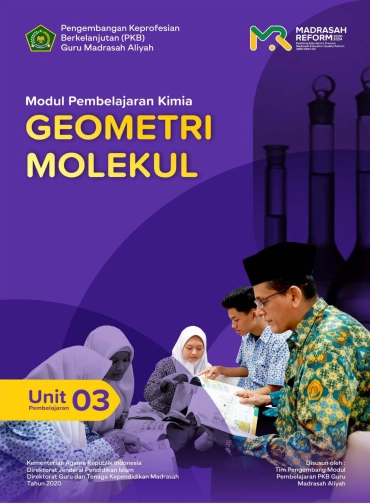 Pengembangan Keprofesian
Berkelanjutan (PKB)
Guru Madrasah Aliyah
MADRASAH
REFORM
Modul Pembelajaran Kimia
GEOMETRI
MOLEKUL
Unit
Pembelajaran
03
Kementerian Agama Republik Indonesia
Direktorat Jenderal Pendidikan Islam
Direktorat Guru dan Tenaga Kependidikan Madrasah
Tahun 2020
Disusun oleh :
Tim Pengembang Modul
Pembelajaran PKB Guru
Madrasah Aliyah